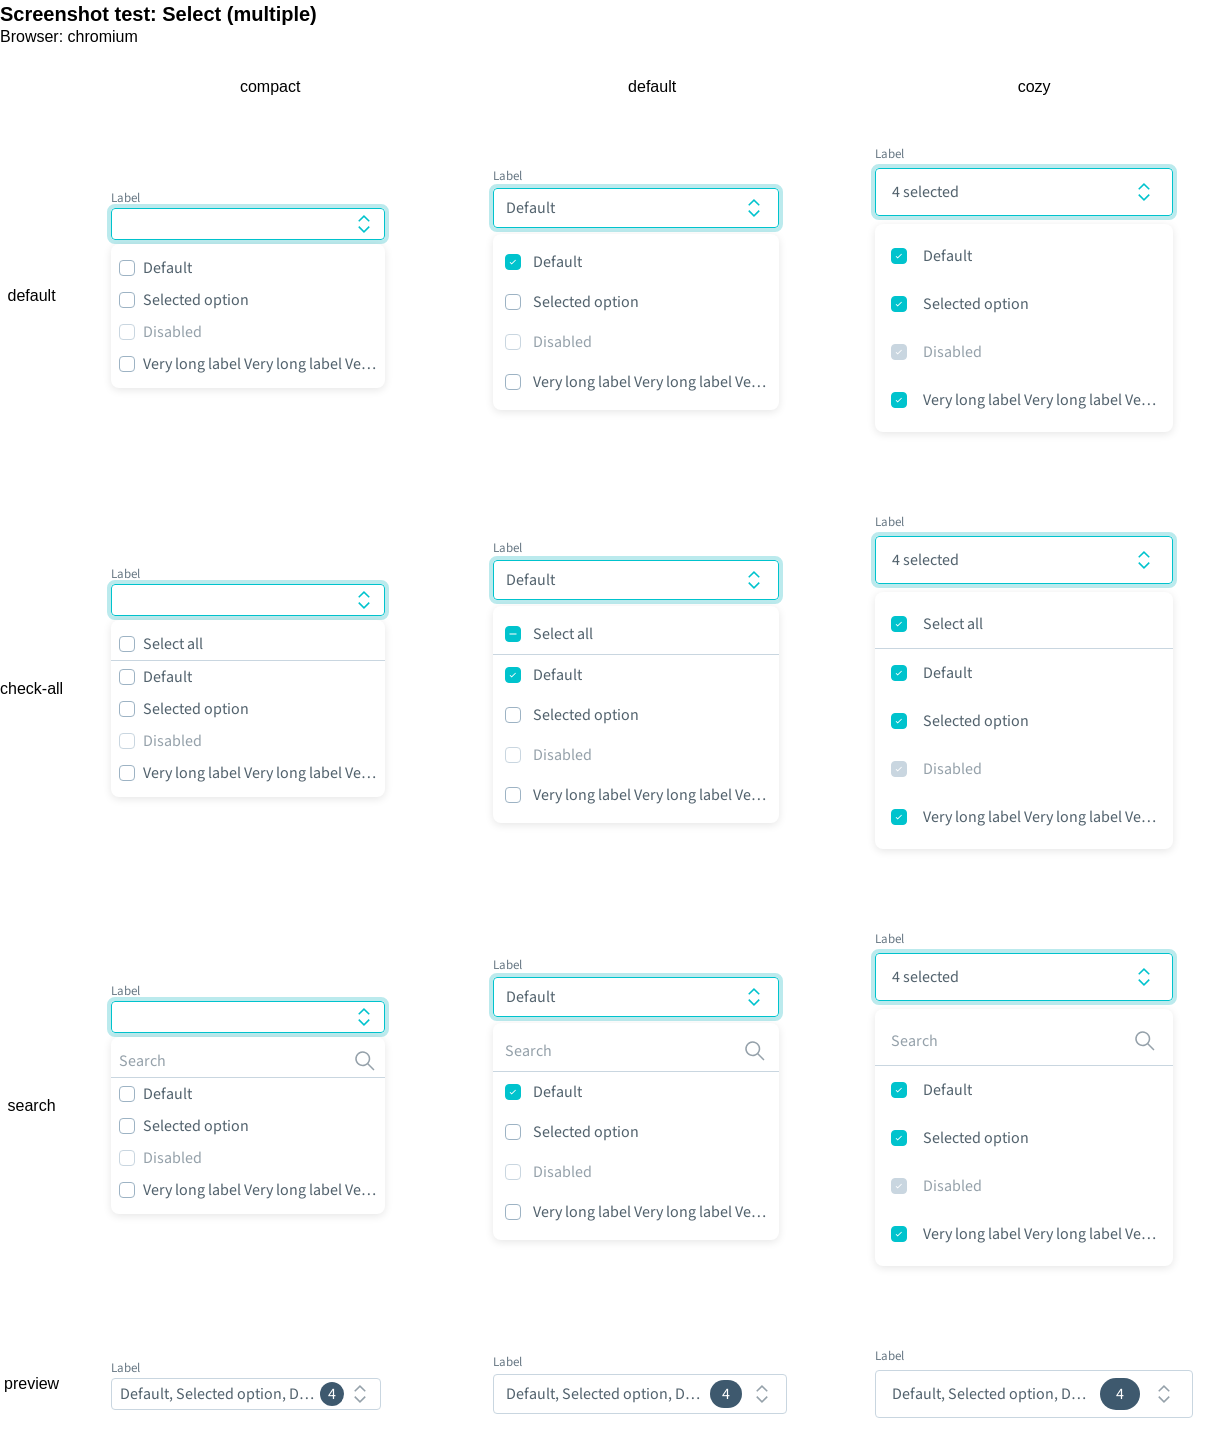 Screenshot test: Select (multiple)
Browser: chromium
compact
default
cozy
default
Label
Default
Selected option
Disabled
Very long label Very long label Ve…
Label
Default
Default
Selected option
Disabled
Very long label Very long label Ve…
Label
4 selected
Default
Selected option
Disabled
Very long label Very long label Ve…
check-all
Label
Select all
Default
Selected option
Disabled
Very long label Very long label Ve…
Label
Default
Select all
Default
Selected option
Disabled
Very long label Very long label Ve…
Label
4 selected
Select all
Default
Selected option
Disabled
Very long label Very long label Ve…
search
Label
Search
Default
Selected option
Disabled
Very long label Very long label Ve…
Label
Default
Search
Default
Selected option
Disabled
Very long label Very long label Ve…
Label
4 selected
Search
Default
Selected option
Disabled
Very long label Very long label Ve…
preview
Label
Default, Selected option, D… 4
Label
Default, Selected option, D… 4
Label
Default, Selected option, D… 4